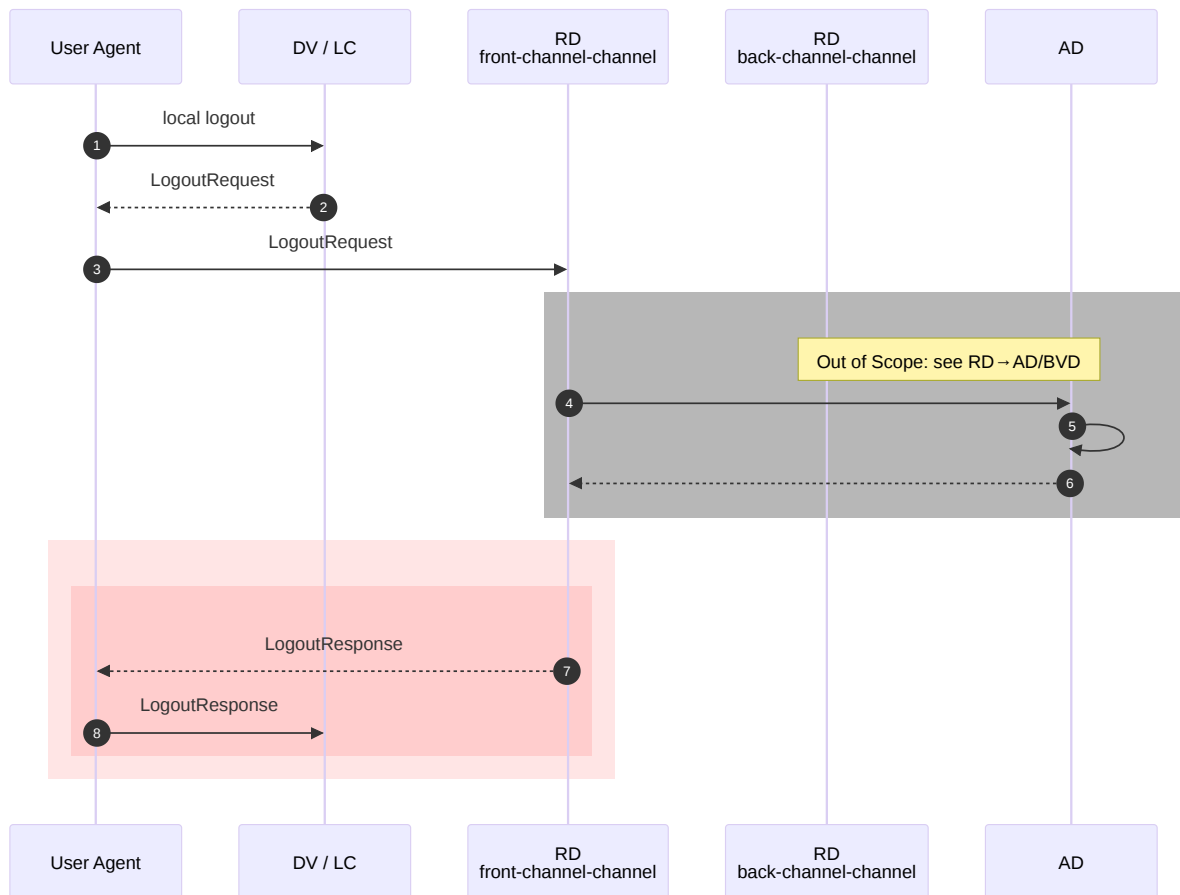 User Agent
DV / LC
RD
front-channel-channel
RD
back-channel-channel
AD
local logout
1
LogoutRequest
2
LogoutRequest
3
Out of Scope: see RD→AD/BVD
4
5
6
LogoutResponse
7
LogoutResponse
8
User Agent
DV / LC
RD
front-channel-channel
RD
back-channel-channel
AD